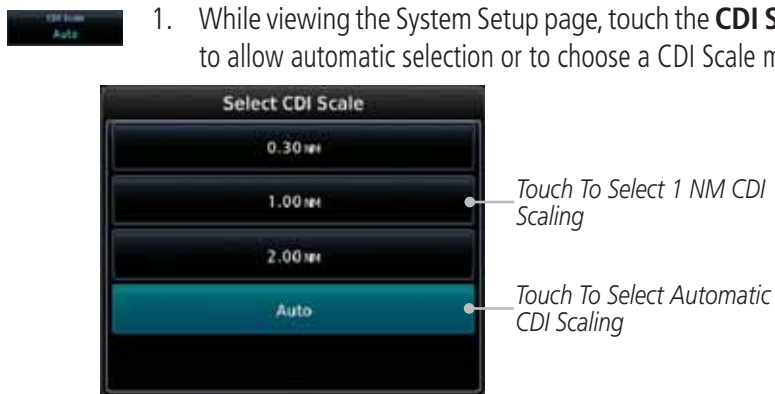 CDI Scale
Auto
1. While viewing the System Setup page, touch the CDI S
to allow automatic selection or to choose a CDI Scale m
Select CDI Scale
0.30 NM
1.00 NM
Touch To Select 1 NM CDI
Scaling
2.00 NM
Auto
Touch To Select Automatic
CDI Scaling